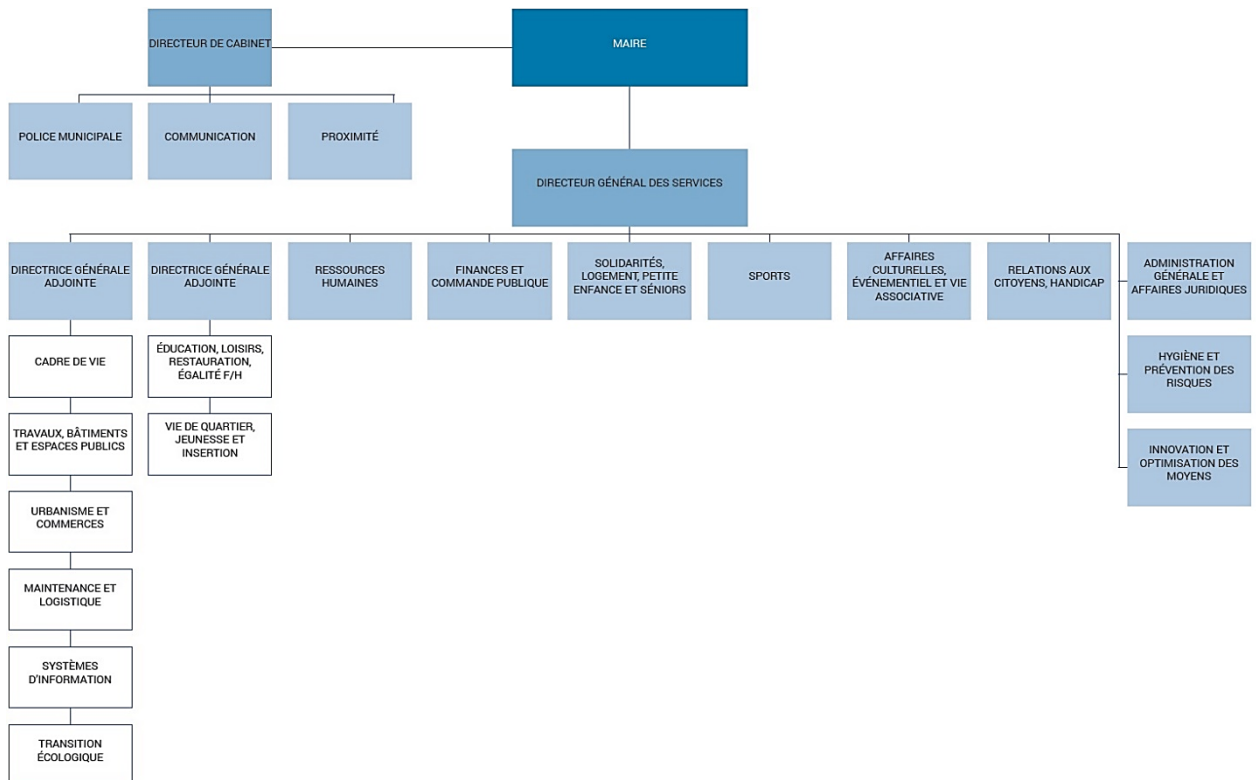 DIRECTEUR DE CABINET
MAIRE
POLICE MUNICIPALE
COMMUNICATION
PROXIMITÉ
DIRECTEUR GÉNÉRAL DES SERVICES
DIRECTRICE GÉNÉRALE
ADJOINTE
DIRECTRICE GÉNÉRALE
ADJOINTE
RESSOURCES
HUMAINES
FINANCES ET
COMMANDE PUBLIQUE
SOLIDARITÉS,
LOGEMENT, PETITE
ENFANCE ET SÉNIORS
SPORTS
AFFAIRES
CULTURELLES,
ÉVÉNEMENTIEL ET VIE
ASSOCIATIVE
RELATIONS AUX
CITOYENS, HANDICAP
ADMINISTRATION
GÉNÉRALE ET
AFFAIRES JURIDIQUES
CADRE DE VIE
ÉDUCATION, LOISIRS,
RESTAURATION,
ÉGALITÉ F/H
HYGIÈNE ET
PRÉVENTION DES
RISQUES
TRAVAUX, BÂTIMENTS
ET ESPACES PUBLICS
VIE DE QUARTIER,
JEUNESSE ET
INSERTION
INNOVATION ET
OPTIMISATION DES
MOYENS
URBANISME ET
COMMERCES
MAINTENANCE ET
LOGISTIQUE
SYSTÈMES
D'INFORMATION
TRANSITION
ÉCOLOGIQUE